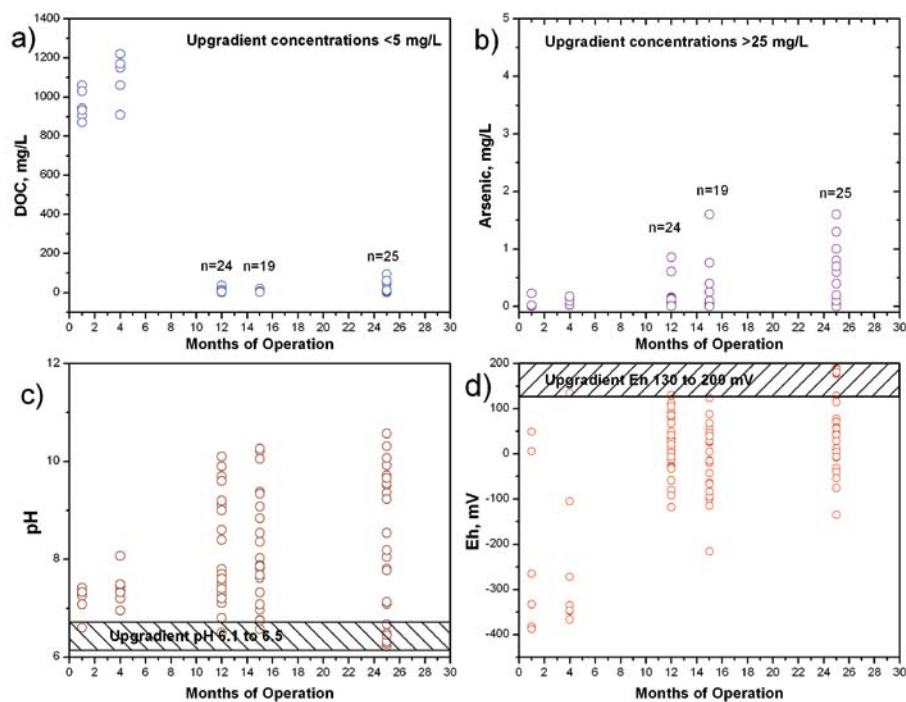 a)
Upgradient concentrations <5 mg/L
1400
1200
1000
800
600
400
200
0
DOC, mg/L
n=24
n=19
n=25
0 2 4 6 8 10 12 14 16 18 20 22 24 26 28 30
Months of Operation
b)
Upgradient concentrations >25 mg/L
5
4
3
2
1
0
Arsenic, mg/L
n=24
n=19
n=25
0 2 4 6 8 10 12 14 16 18 20 22 24 26 28 30
Months of Operation
c)
12
10
8
6
pH
Upgradient pH 6.1 to 6.5
0 2 4 6 8 10 12 14 16 18 20 22 24 26 28 30
Months of Operation
d)
Upgradient Eh 130 to 200 mV
200
100
0
-100
-200
-300
-400
Eh, mV
0 2 4 6 8 10 12 14 16 18 20 22 24 26 28 30
Months of Operation